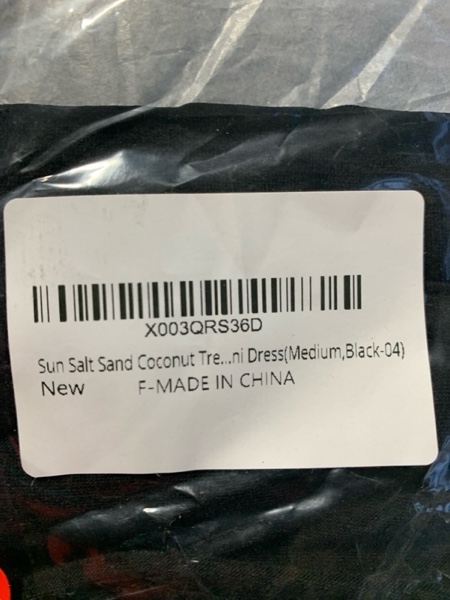 X003QRS36D
Sun Salt Sand Coconut Tre...ni Dress(Medium,Black-04)
New F-MADE IN CHINA